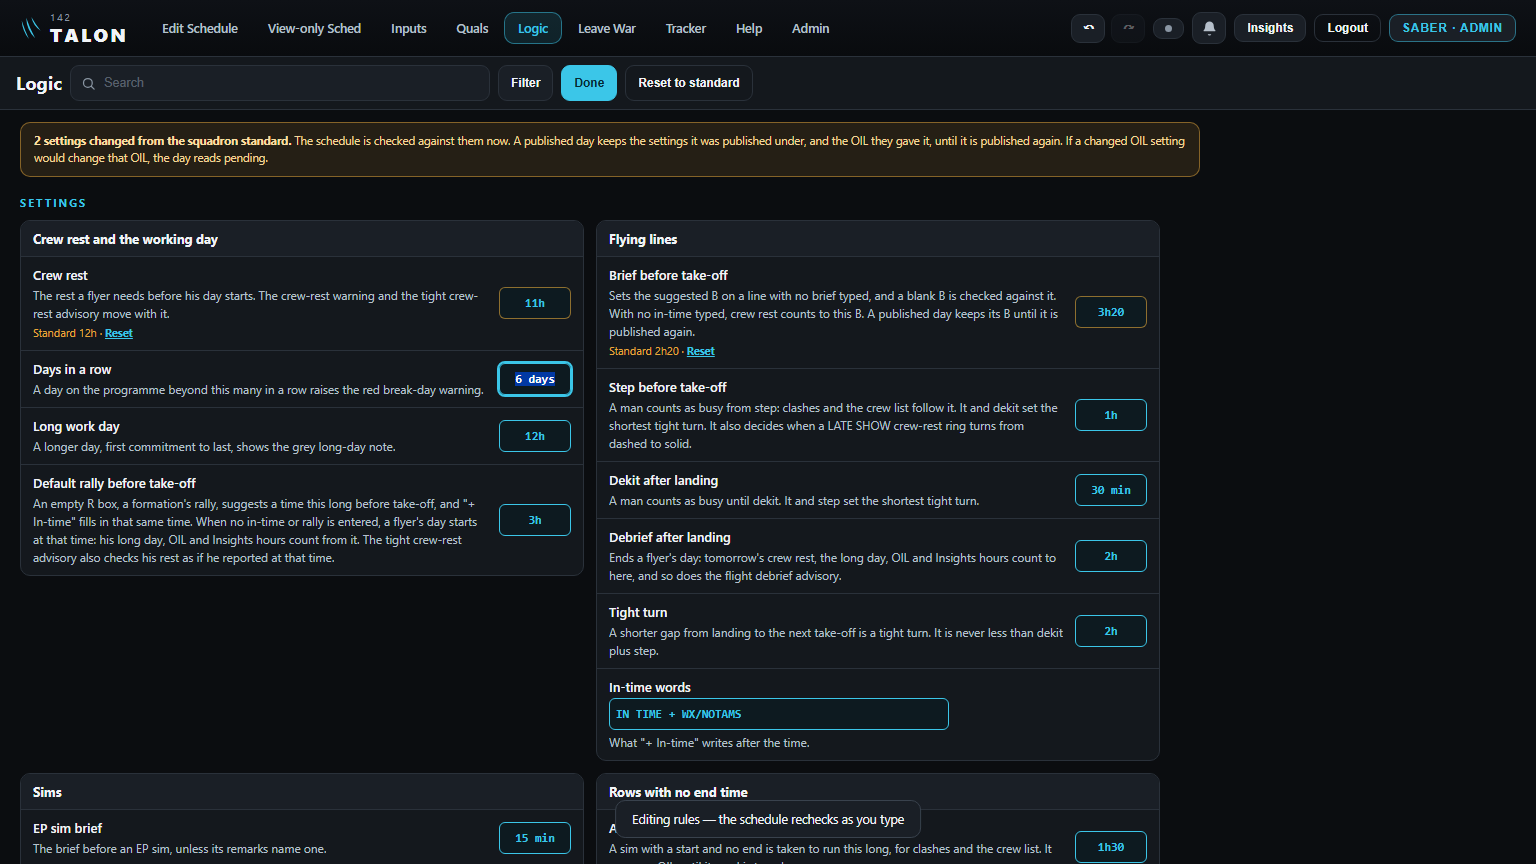 142
TALON
Edit Schedule
View-only Sched
Inputs
Quals
Logic
Leave War
Tracker
Help
Admin
Insights
Logout
SABER · ADMIN
Logic
Search
Filter
Done
Reset to standard
2 settings changed from the squadron standard. The schedule is checked against them now. A published day keeps the settings it was published under, and the OIL they gave it, until it is published again. If a changed OIL setting
would change that OIL, the day reads pending.
SETTINGS
Crew rest and the working day
Crew rest
The rest a flyer needs before his day starts. The crew-rest warning and the tight crew-
rest advisory move with it.
Standard 12h · Reset
11h
Days in a row
A day on the programme beyond this many in a row raises the red break-day warning.
6 days
Long work day
A longer day, first commitment to last, shows the grey long-day note.
12h
Default rally before take-off
An empty R box, a formation's rally, suggests a time this long before take-off, and "+
In-time" fills in that same time. When no in-time or rally is entered, a flyer's day starts
at that time: his long day, OIL and Insights hours count from it. The tight crew-rest
advisory also checks his rest as if he reported at that time.
3h
Flying lines
Brief before take-off
Sets the suggested B on a line with no brief typed, and a blank B is checked against it.
With no in-time typed, crew rest counts to this B. A published day keeps its B until it is
published again.
Standard 2h20 · Reset
3h20
Step before take-off
A man counts as busy from step: clashes and the crew list follow it. It and dekit set the
shortest tight turn. It also decides when a LATE SHOW crew-rest ring turns from
dashed to solid.
1h
Dekit after landing
A man counts as busy until dekit. It and step set the shortest tight turn.
30 min
Debrief after landing
Ends a flyer's day: tomorrow's crew rest, the long day, OIL and Insights hours count to
here, and so does the flight debrief advisory.
2h
Tight turn
A shorter gap from landing to the next take-off is a tight turn. It is never less than dekit
plus step.
2h
In-time words
IN TIME + WX/NOTAMS
What "+ In-time" writes after the time.
Sims
EP sim brief
The brief before an EP sim, unless its remarks name one.
15 min
Rows with no end time
A sim with a start and no end is taken to run this long, for clashes and the crew list. It
1h30
Editing rules — the schedule rechecks as you type